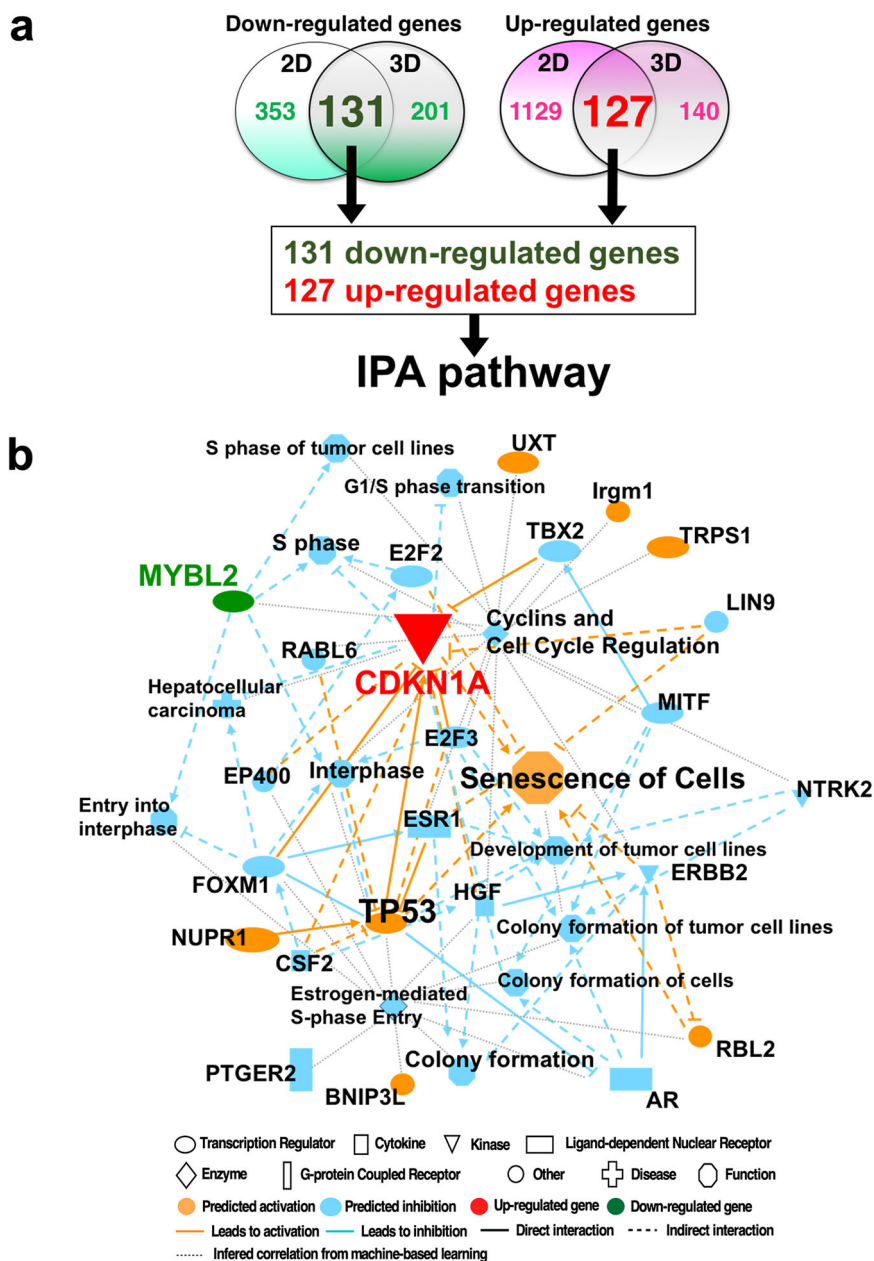 a
Down-regulated genes
Up-regulated genes
2D
3D
2D
3D
353
131
201
1129
127
140
131 down-regulated genes
127 up-regulated genes
IPA pathway
b
S phase of tumor cell lines
UXT
G1/S phase transition
Irgm1
TBX2
TRPS1
S phase
E2F2
MYBL2
LIN9
Cyclins and
Cell Cycle Regulation
RABL6
CDKN1A
Hepatocellular
carcinoma
MITF
E2F3
EP400
Interphase
Senescence of Cells
NTRK2
Entry into
interphase
ESR1
Development of tumor cell lines
ERBB2
FOXM1
HGF
TP53
Colony formation of tumor cell lines
NUPR1
CSF2
Colony formation of cells
Estrogen-mediated
S-phase Entry
RBL2
Colony formation
PTGER2
BNIP3L
AR
Transcription Regulator
Cytokine
Kinase
Ligand-dependent Nuclear Receptor
Enzyme
G-protein Coupled Receptor
Other
Disease
Function
Predicted activation
Predicted inhibition
Up-regulated gene
Down-regulated gene
Leads to activation
Leads to inhibition
Direct interaction
Indirect interaction
Infered correlation from machine-based learning